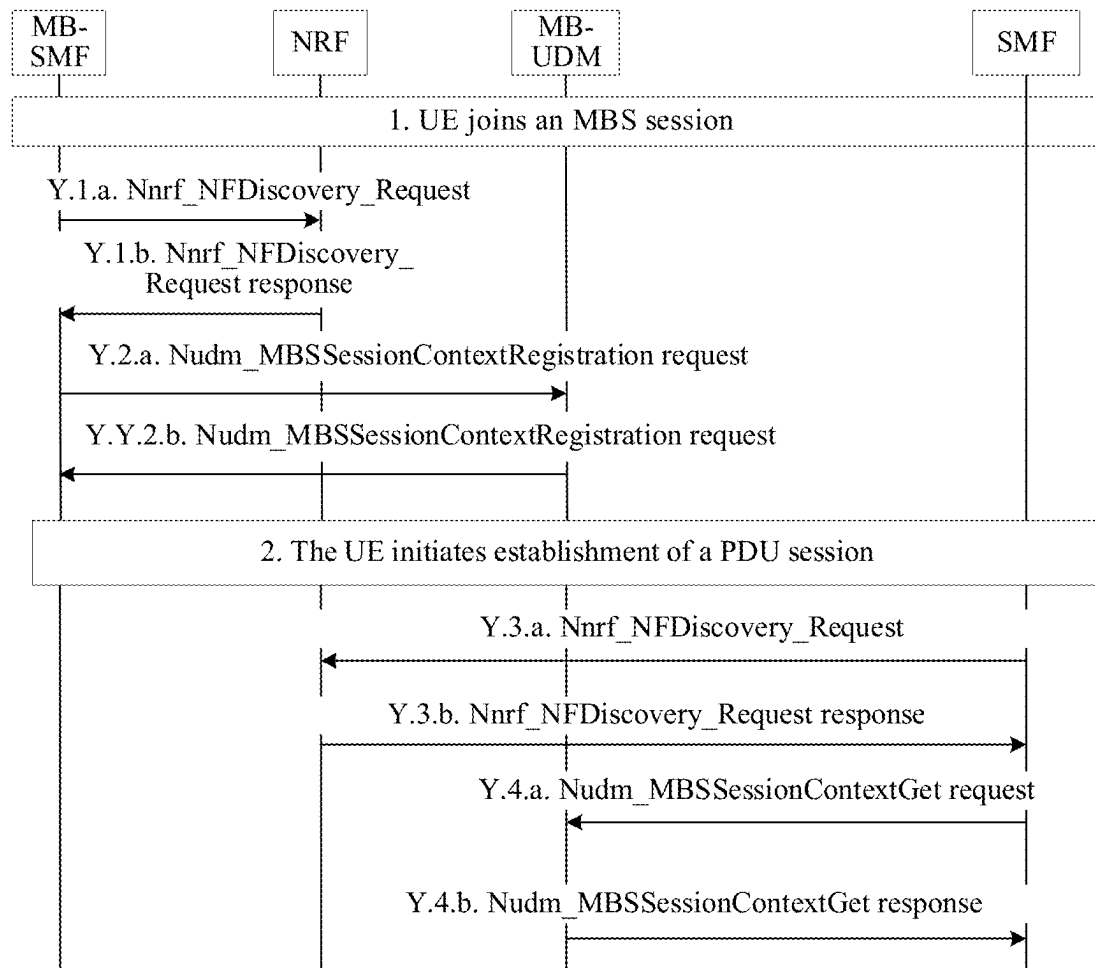 MB-
SMF
NRF
MB-
UDM
SMF
1. UE joins an MBS session
Y.1.a. Nnrf_NFDiscovery_Request
Y.1.b. Nnrf_NFDiscovery_
Request response
Y.2.a. Nudm_MBSSessionContextRegistration request
Y.Y.2.b. Nudm_MBSSessionContextRegistration request
2. The UE initiates establishment of a PDU session
Y.3.a. Nnrf_NFDiscovery_Request
Y.3.b. Nnrf_NFDiscovery_Request response
Y.4.a. Nudm_MBSSessionContextGet request
Y.4.b. Nudm_MBSSessionContextGet response